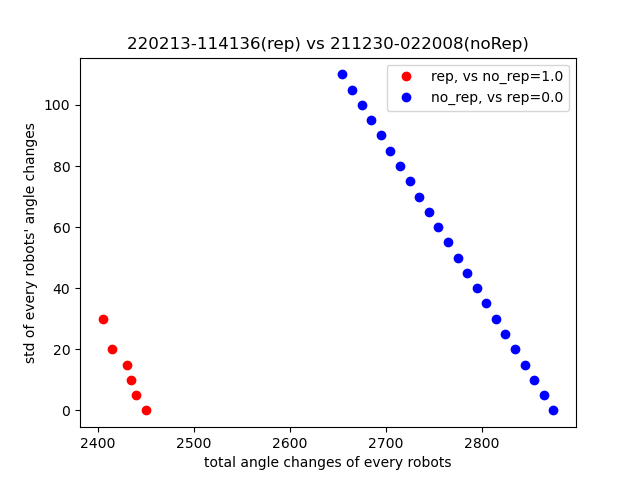 220213-114136(rep) vs 211230-022008(noRep)
rep, vs no_rep=1.0
no_rep, vs rep=0.0
std of every robots' angle changes
100
80
60
40
20
0
2400 2500 2600 2700 2800
total angle changes of every robots